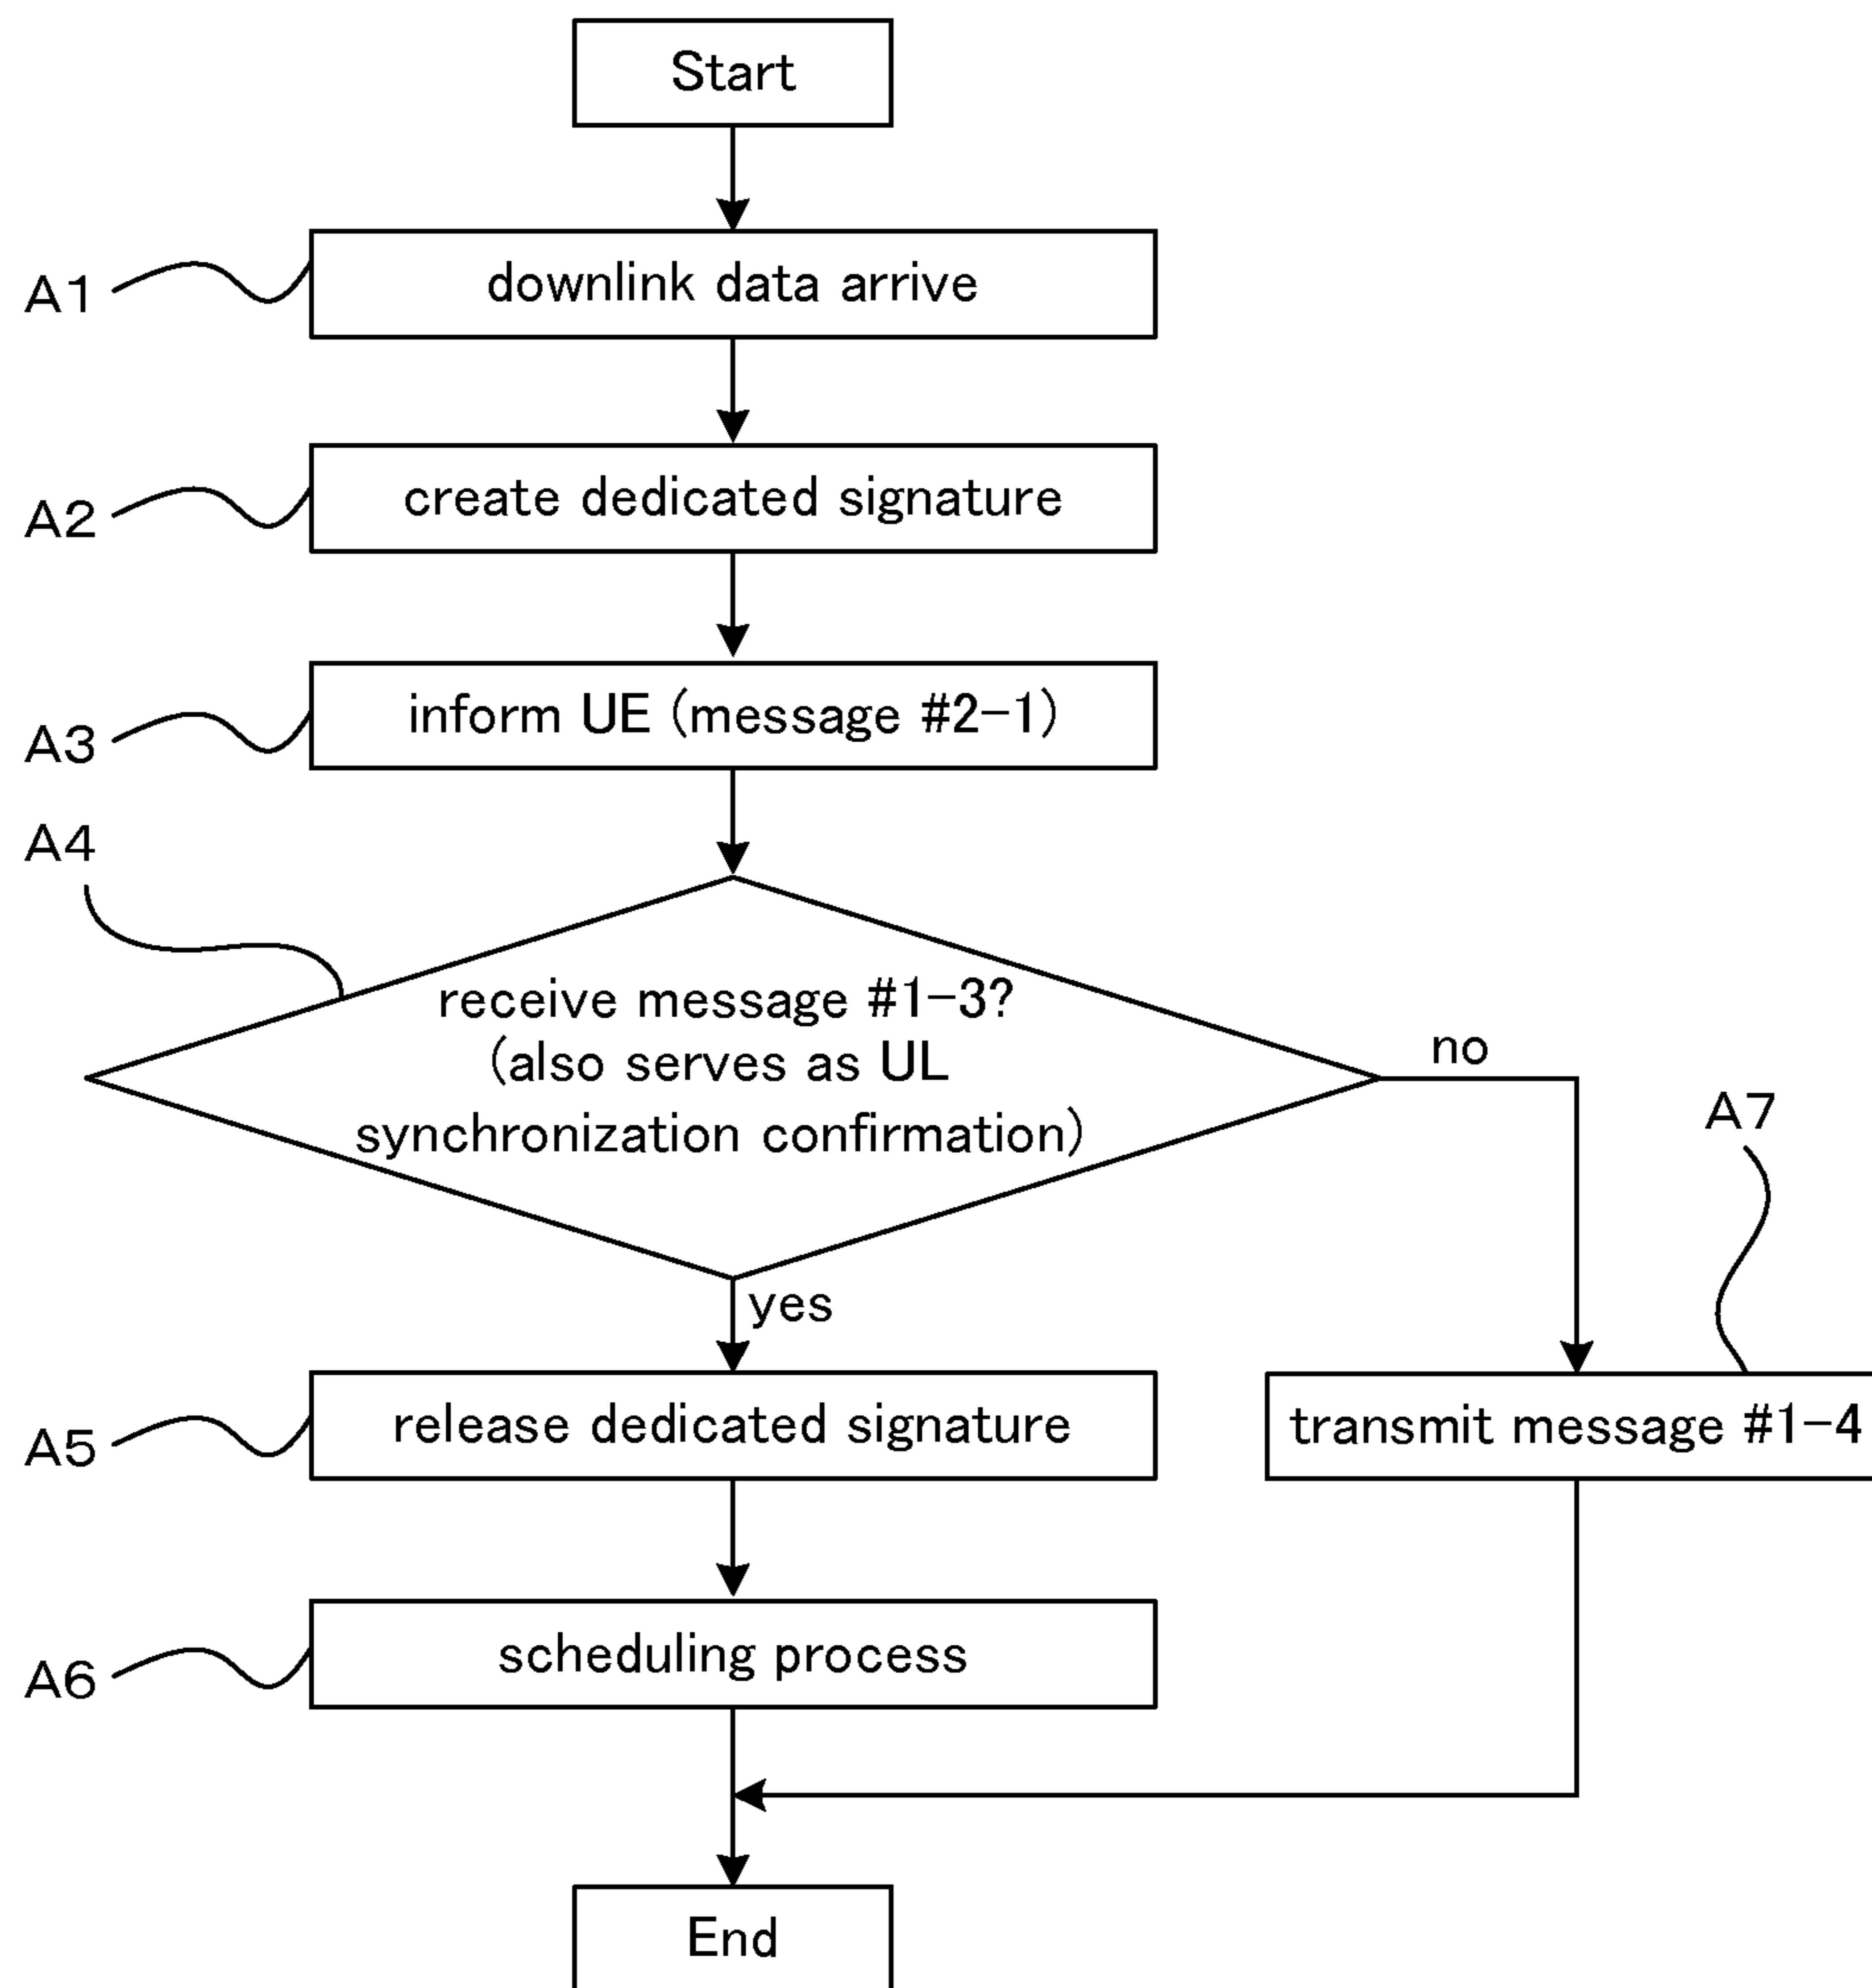 Start
A1
downlink data arrive
A2
create dedicated signature
A3
inform UE (message #2-1)
A4
receive message #1-3?
(also serves as UL
synchronization confirmation)
no
A7
yes
A5
release dedicated signature
transmit message #1-4
A6
scheduling process
End